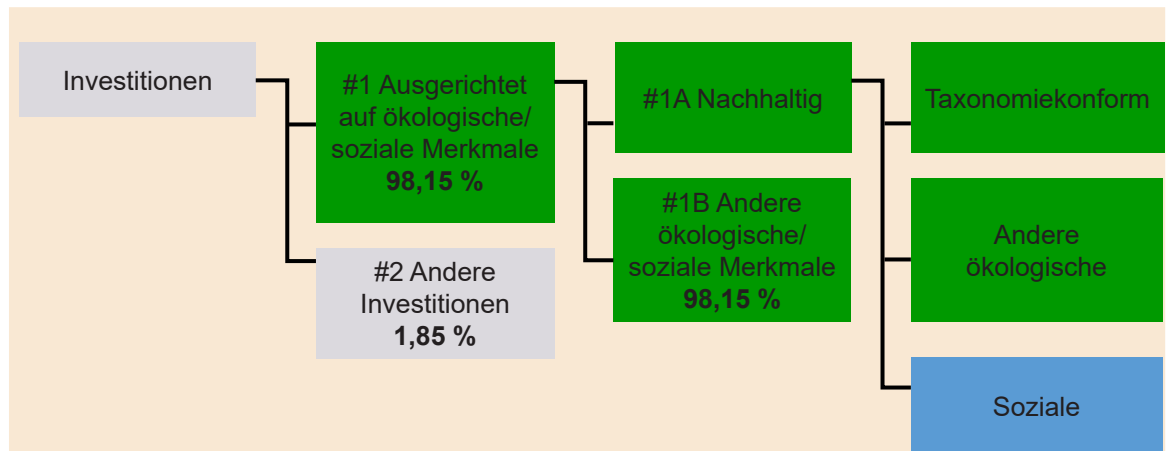 Investitionen
#1 Ausgerichtet
auf ökologische/
soziale Merkmale
98,15 %
#2 Andere
Investitionen
1,85 %
#1A Nachhaltig
#1B Andere
ökologische/
soziale Merkmale
98,15 %
Taxonomiekonform
Andere
ökologische
Soziale